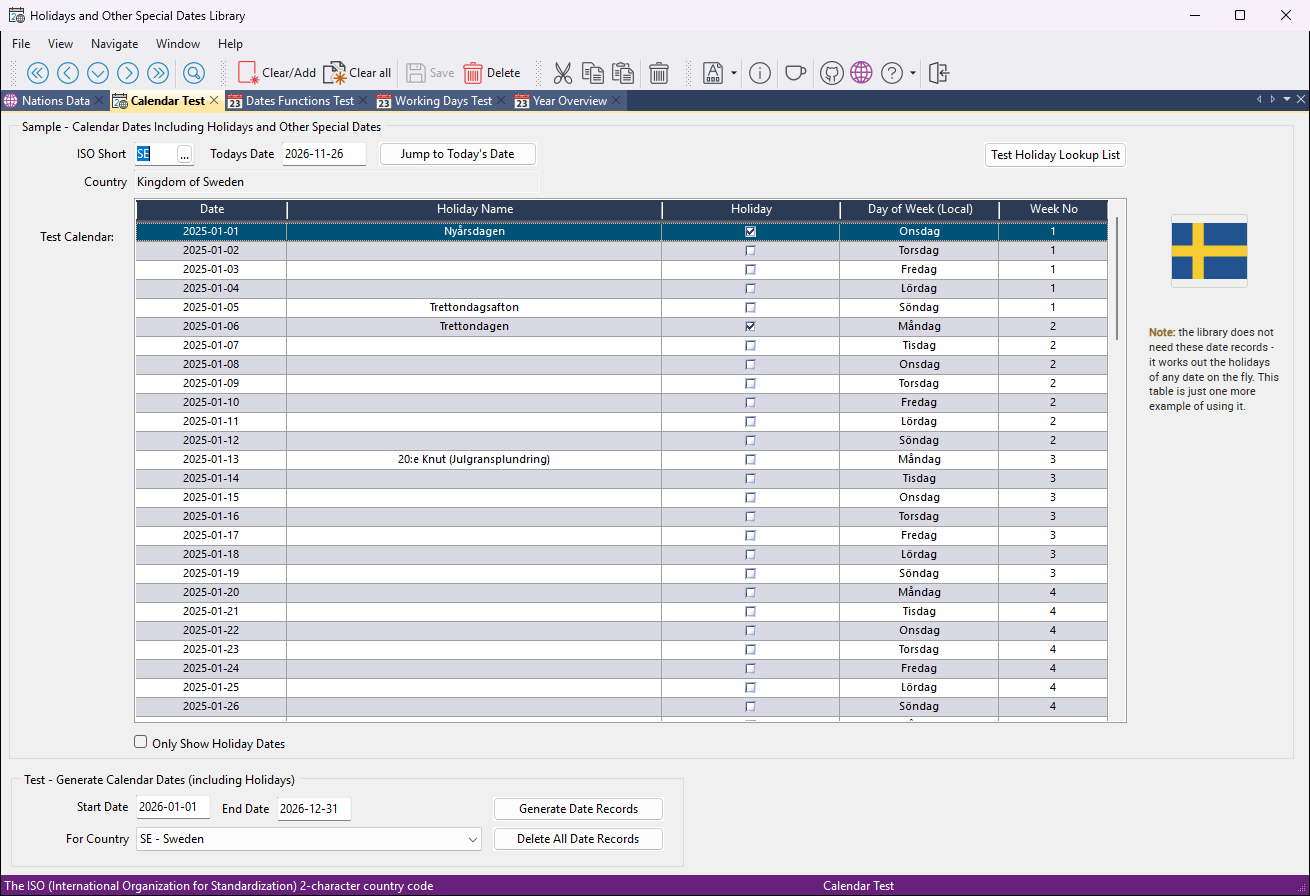 Holidays and Other Special Dates Library
File View Navigate Window Help
Clear/Add Clear all Save Delete
Nations Data Calendar Test 23 Dates Functions Test 23 Working Days Test 23 Year Overview
Sample - Calendar Dates Including Holidays and Other Special Dates
ISO Short SE ... Todays Date 2026-11-26 Jump to Today's Date Test Holiday Lookup List
Country Kingdom of Sweden
Test Calendar:
Date Holiday Name Holiday Day of Week (Local) Week No
2025-01-01 Nyårsdagen Onsdag 1
2025-01-02 Torsdag 1
2025-01-03 Fredag 1
2025-01-04 Lördag 1
2025-01-05 Trettondagsafton Söndag 1
2025-01-06 Trettondagen Måndag 2
2025-01-07 Tisdag 2
2025-01-08 Onsdag 2
2025-01-09 Torsdag 2
2025-01-10 Fredag 2
2025-01-11 Lördag 2
2025-01-12 Söndag 2
2025-01-13 20:e Knut (Julgransplundring) Måndag 3
2025-01-14 Tisdag 3
2025-01-15 Onsdag 3
2025-01-16 Torsdag 3
2025-01-17 Fredag 3
2025-01-18 Lördag 3
2025-01-19 Söndag 3
2025-01-20 Måndag 4
2025-01-21 Tisdag 4
2025-01-22 Onsdag 4
2025-01-23 Torsdag 4
2025-01-24 Fredag 4
2025-01-25 Lördag 4
2025-01-26 Söndag 4
Note: the library does not
need these date records -
it works out the holidays
of any date on the fly. This
table is just one more
example of using it.
Only Show Holiday Dates
Test - Generate Calendar Dates (including Holidays)
Start Date 2026-01-01 End Date 2026-12-31 Generate Date Records
For Country SE - Sweden Delete All Date Records
The ISO (International Organization for Standardization) 2-character country code Calendar Test